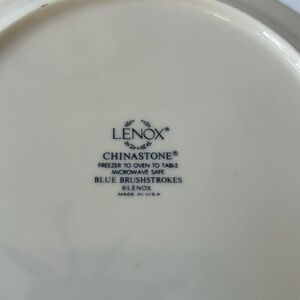 LENOX®
CHINASTONE®
FREEZER TO OVEN TO TABLE
MICROWAVE SAFE
BLUE BRUSHSTROKES
©LENOX
MADE IN U.S.A.